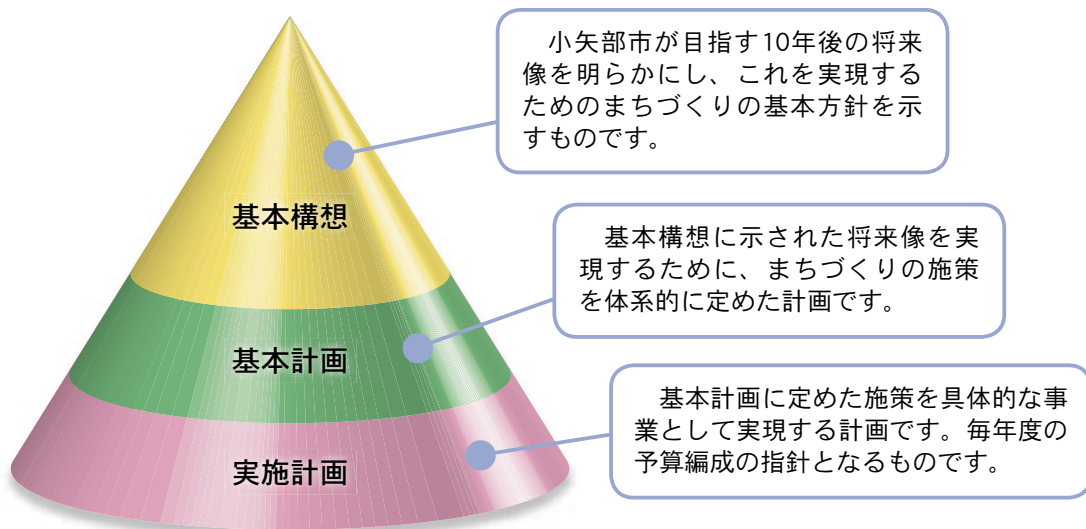 小矢部市が目指す10年後の将来
像を明らかにし、これを実現する
ためのまちづくりの基本方針を示
すものです。
基本構想
基本構想に示された将来像を実
現するために、まちづくりの施策
を体系的に定めた計画です。
基本計画
基本計画に定めた施策を具体的な事
業として実現する計画です。毎年度の
予算編成の指針となるものです。
実施計画